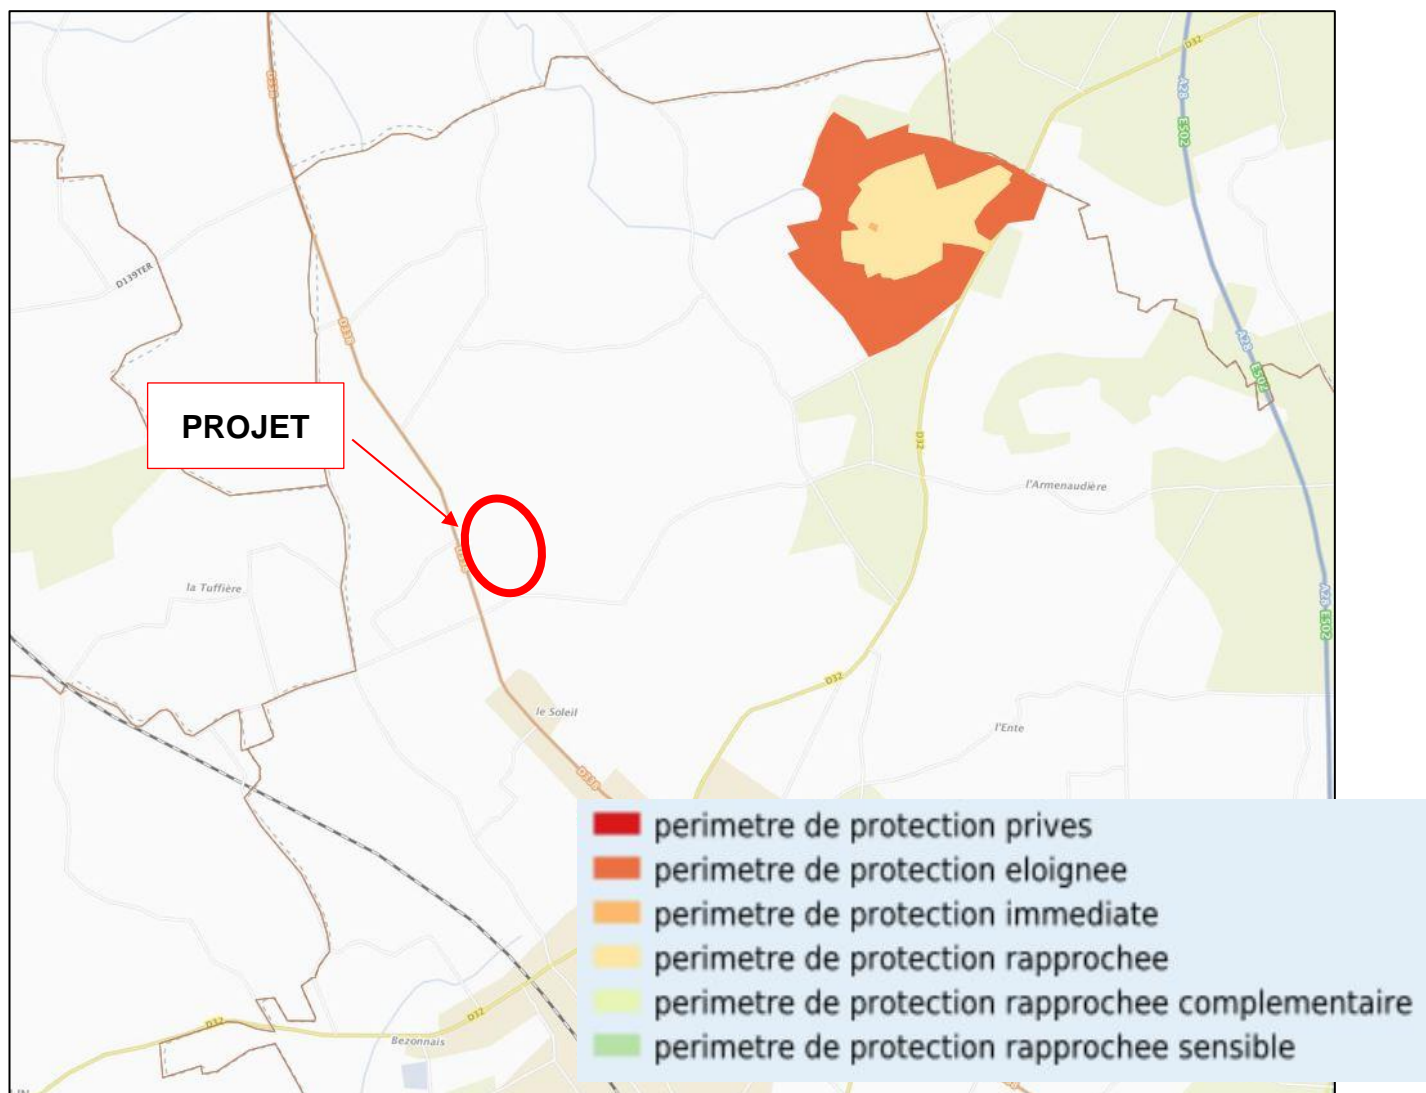 D32
A28
E502
D338
D139TER
D338
A28
E502
PROJET
D32
l'Armenaudière
la Tuffière
A28
E502
D32
le Soleil
l'Ente
D338
perimetre de protection prives
perimetre de protection eloignee
perimetre de protection immediate
perimetre de protection rapprochee
perimetre de protection rapprochee complementaire
perimetre de protection rapprochee sensible
D32
D32
Bezonnais